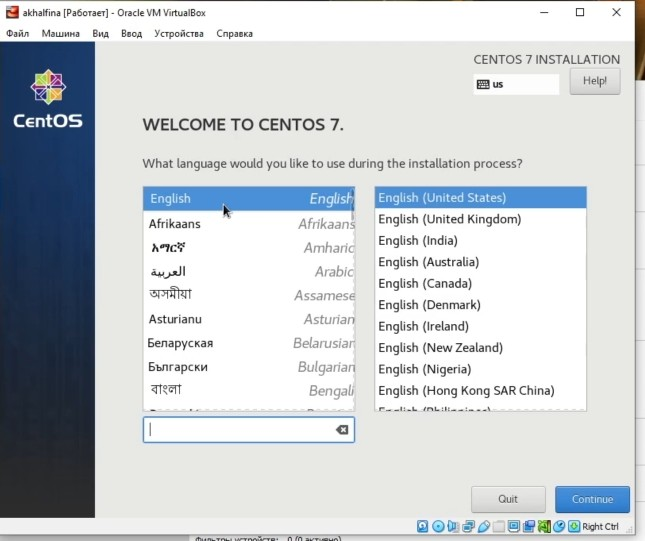 akhalfina [Работает] - Oracle VM VirtualBox
Файл Машина Вид Ввод Устройства Справка
CentOS
CENTOS 7 INSTALLATION
us
Help!
WELCOME TO CENTOS 7.
What language would you like to use during the installation process?
English English
Afrikaans Afrikaans
አማርኛ Amharic
العربية Arabic
অসমীয়া Assamese
Asturianu Asturian
Беларуская Belarusian
Български Bulgarian
বাংলা Bengali
English (United States)
English (United Kingdom)
English (India)
English (Australia)
English (Canada)
English (Denmark)
English (Ireland)
English (New Zealand)
English (Nigeria)
English (Hong Kong SAR China)
English (Philippines)
Quit
Continue
Right Ctrl
Фильтры устройств: 0 (0 активно)